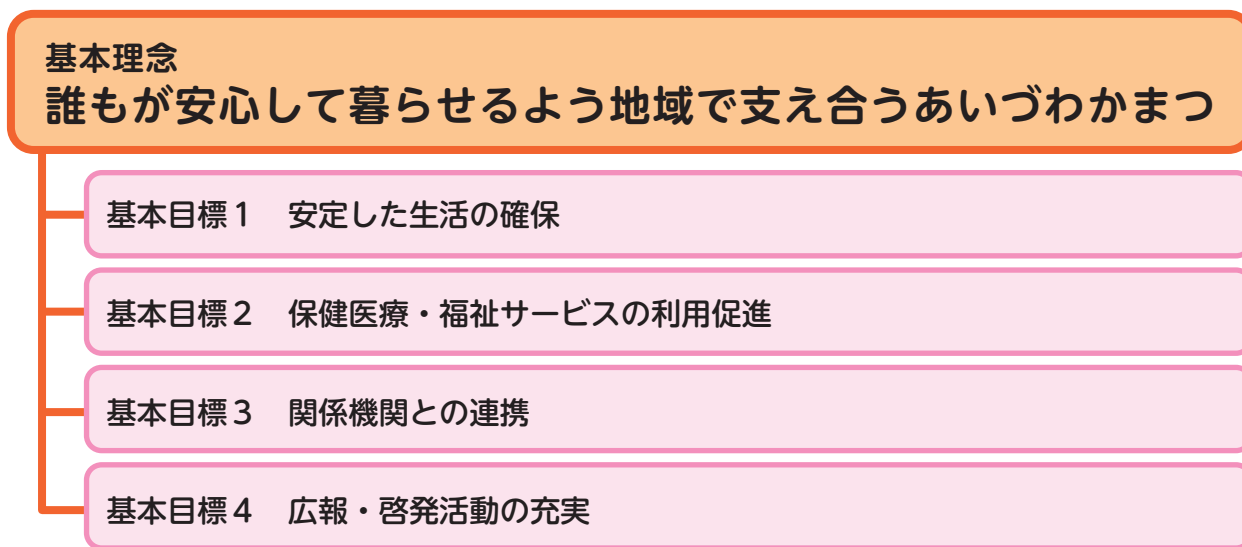 基本理念
誰もが安心して暮らせるよう地域で支え合うあいづわかまつ
基本目標１　安定した生活の確保
基本目標２　保健医療・福祉サービスの利用促進
基本目標３　関係機関との連携
基本目標４　広報・啓発活動の充実